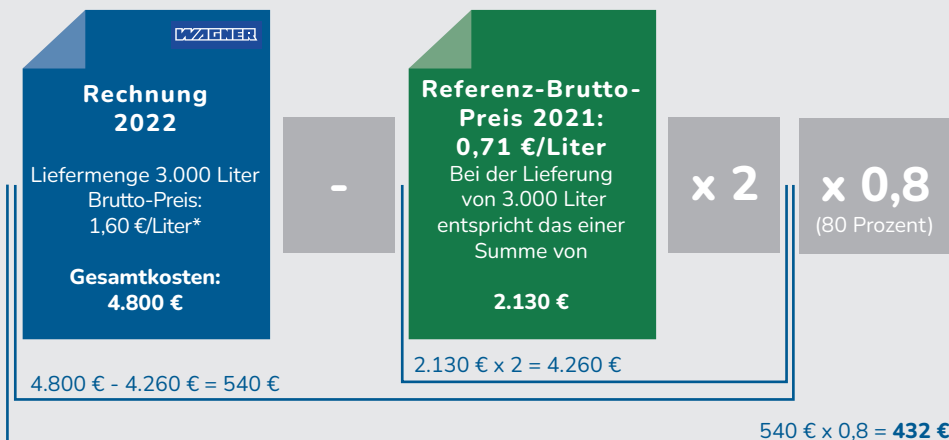 WAGNER
Rechnung
2022
Liefermenge 3.000 Liter
Brutto-Preis:
1,60 €/Liter*
Gesamtkosten:
4.800 €
-
Referenz-Brutto-
Preis 2021:
0,71 €/Liter
Bei der Lieferung
von 3.000 Liter
entspricht das einer
Summe von
2.130 €
x 2
x 0,8
(80 Prozent)
2.130 € x 2 = 4.260 €
4.800 € - 4.260 € = 540 €
540 € x 0,8 = 432 €